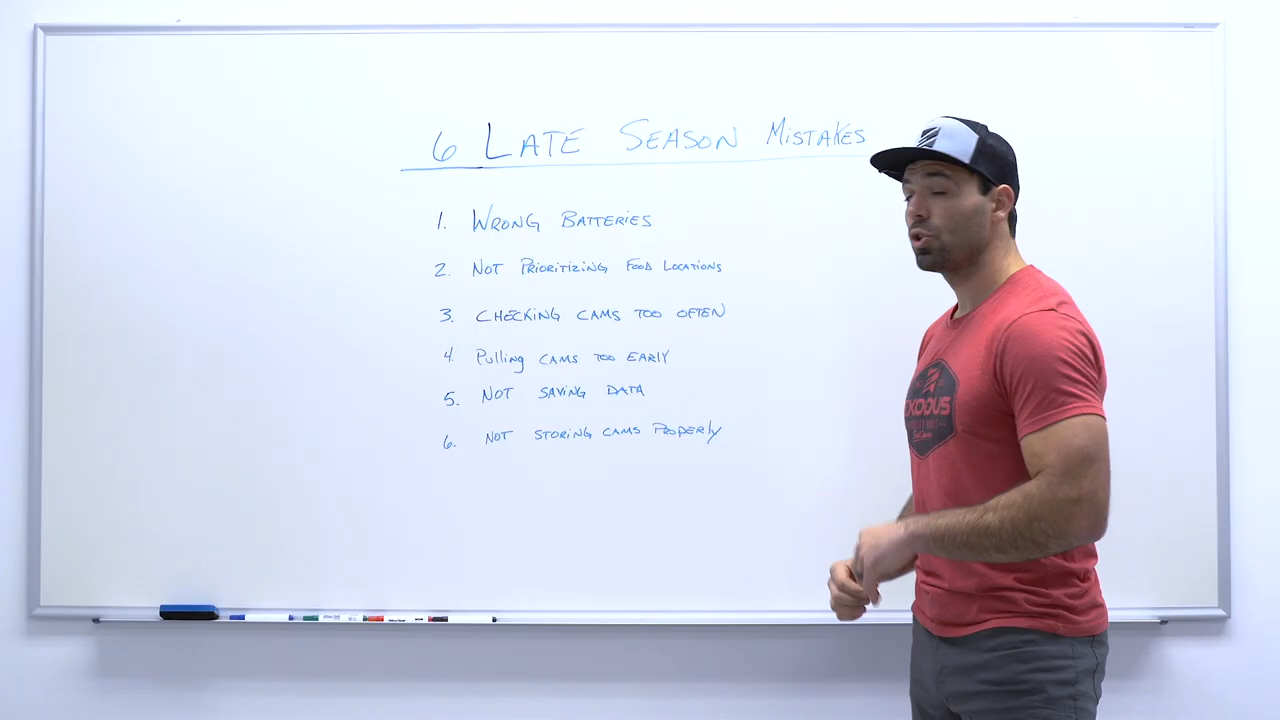 6 LATE SEASON MISTAKES
1. WRONG BATTERIES
2. NOT PRIORITIZING FOOD LOCATIONS
3. CHECKING CAMS TOO OFTEN
4. Pulling CAMS TOO EARLY
5. NOT SAVING DATA
6. NOT STORING CAMS PROPERLY
EXODUS